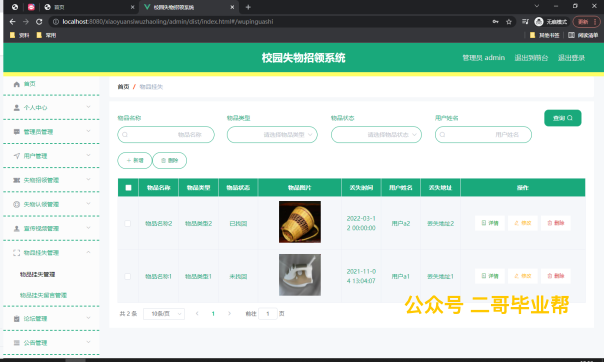 首页
校园失物招领系统
localhost:8080/xiaoyuanshiwuzhaoling/admin/dist/index.html#/wupinguashi
无痕模式
更新
资料
常用
其他书签
阅读清单
校园失物招领系统
管理员 admin
退出到前台
退出登录
首页
个人中心
管理员管理
用户管理
失物招领管理
失物认领管理
宣传视频管理
物品挂失管理
物品挂失管理
物品挂失留言管理
论坛管理
公告管理
首页 / 物品挂失
物品名称
物品类型
物品状态
用户姓名
物品名称
请选择物品类型
请选择物品状态
用户姓名
查询
+ 新增
删除
物品名称 物品类型 物品状态 物品图片 丢失时间 用户姓名 丢失地址 操作
物品名称2 物品类型2 已找回 2022-03-12 00:00:00 用户a2 丢失地址2 详情 修改 删除
物品名称1 物品类型1 未找回 2021-11-04 13:04:07 用户a1 丢失地址1 详情 修改 删除
共 2 条 10条/页 < 1 > 前往 1 页
公众号 二哥毕业帮